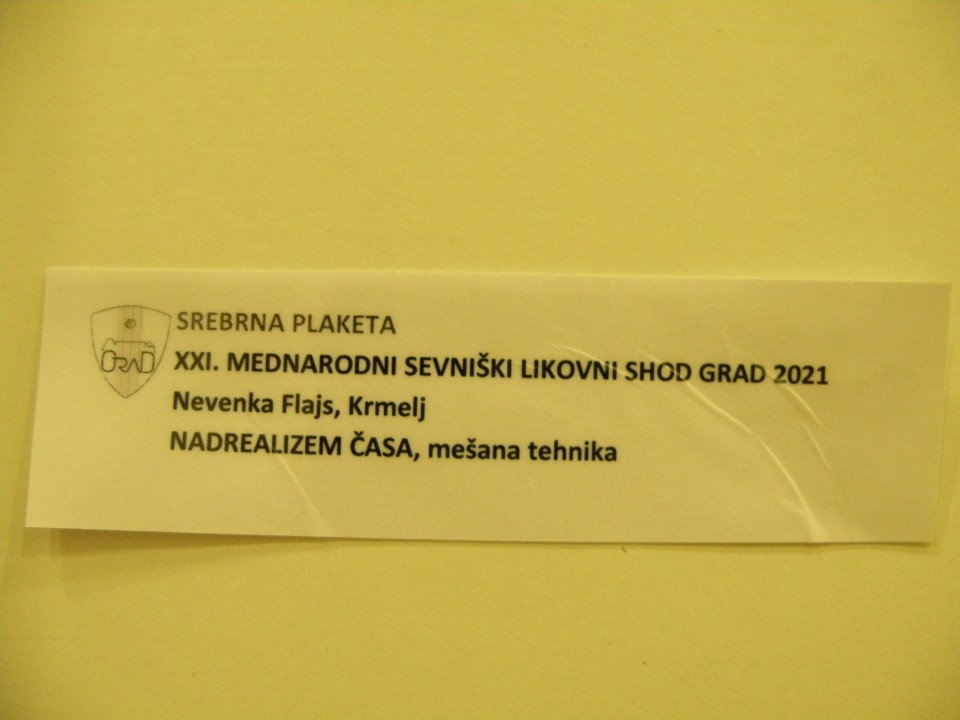 GRAD
SREBRNA PLAKETA
XXI. MEDNARODNI SEVNIŠKI LIKOVNI SHOD GRAD 2021
Nevenka Flajs, Krmelj
NADREALIZEM ČASA, mešana tehnika